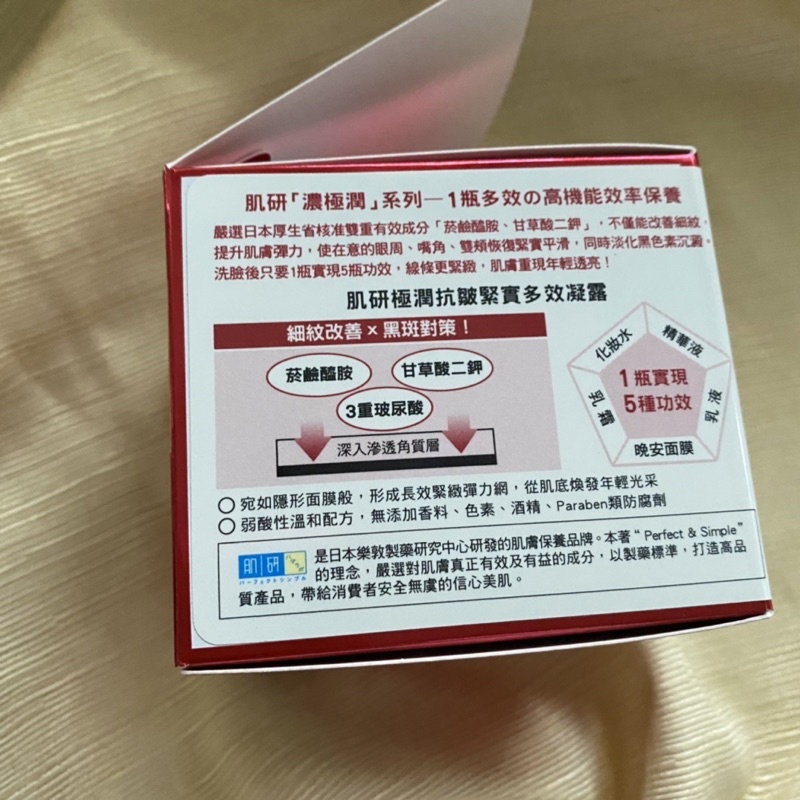 肌研「濃極潤」系列—1瓶多效の高機能效率保養
嚴選日本厚生省核准雙重有效成分「菸鹼醯胺、甘草酸二鉀」，不僅能改善細紋，
提升肌膚彈力，使在意的眼周、嘴角、雙頰恢復緊實平滑，同時淡化黑色素沉澱。
洗臉後只要1瓶實現5瓶功效，線條更緊緻，肌膚重現年輕透亮！
肌研極潤抗皺緊實多效凝露
細紋改善×黑斑對策！
菸鹼醯胺
甘草酸二鉀
3重玻尿酸
深入滲透角質層
化妝水
精華液
乳液
晚安面膜
乳霜
1瓶實現
5種功效
○ 宛如隱形面膜般，形成長效緊緻彈力網，從肌底煥發年輕光采
○ 弱酸性溫和配方，無添加香料、色素、酒精、Paraben類防腐劑
肌研
パーフェクトシンプル
是日本樂敦製藥研究中心研發的肌膚保養品牌。本著“Perfect & Simple”
的理念，嚴選對肌膚真正有效及有益的成分，以製藥標準，打造高品
質產品，帶給消費者安全無虞的信心美肌。